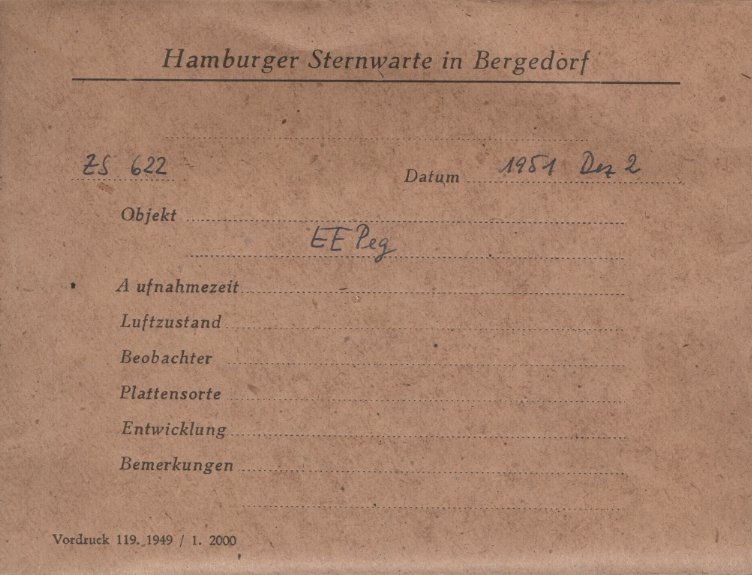 Hamburger Sternwarte in Bergedorf
ZS 622 Datum 1951 Dez 2
Objekt
EE Peg
Aufnahmezeit
Luftzustand
Beobachter
Plattensorte
Entwicklung
Bemerkungen
Vordruck 119. 1949 / 1. 2000